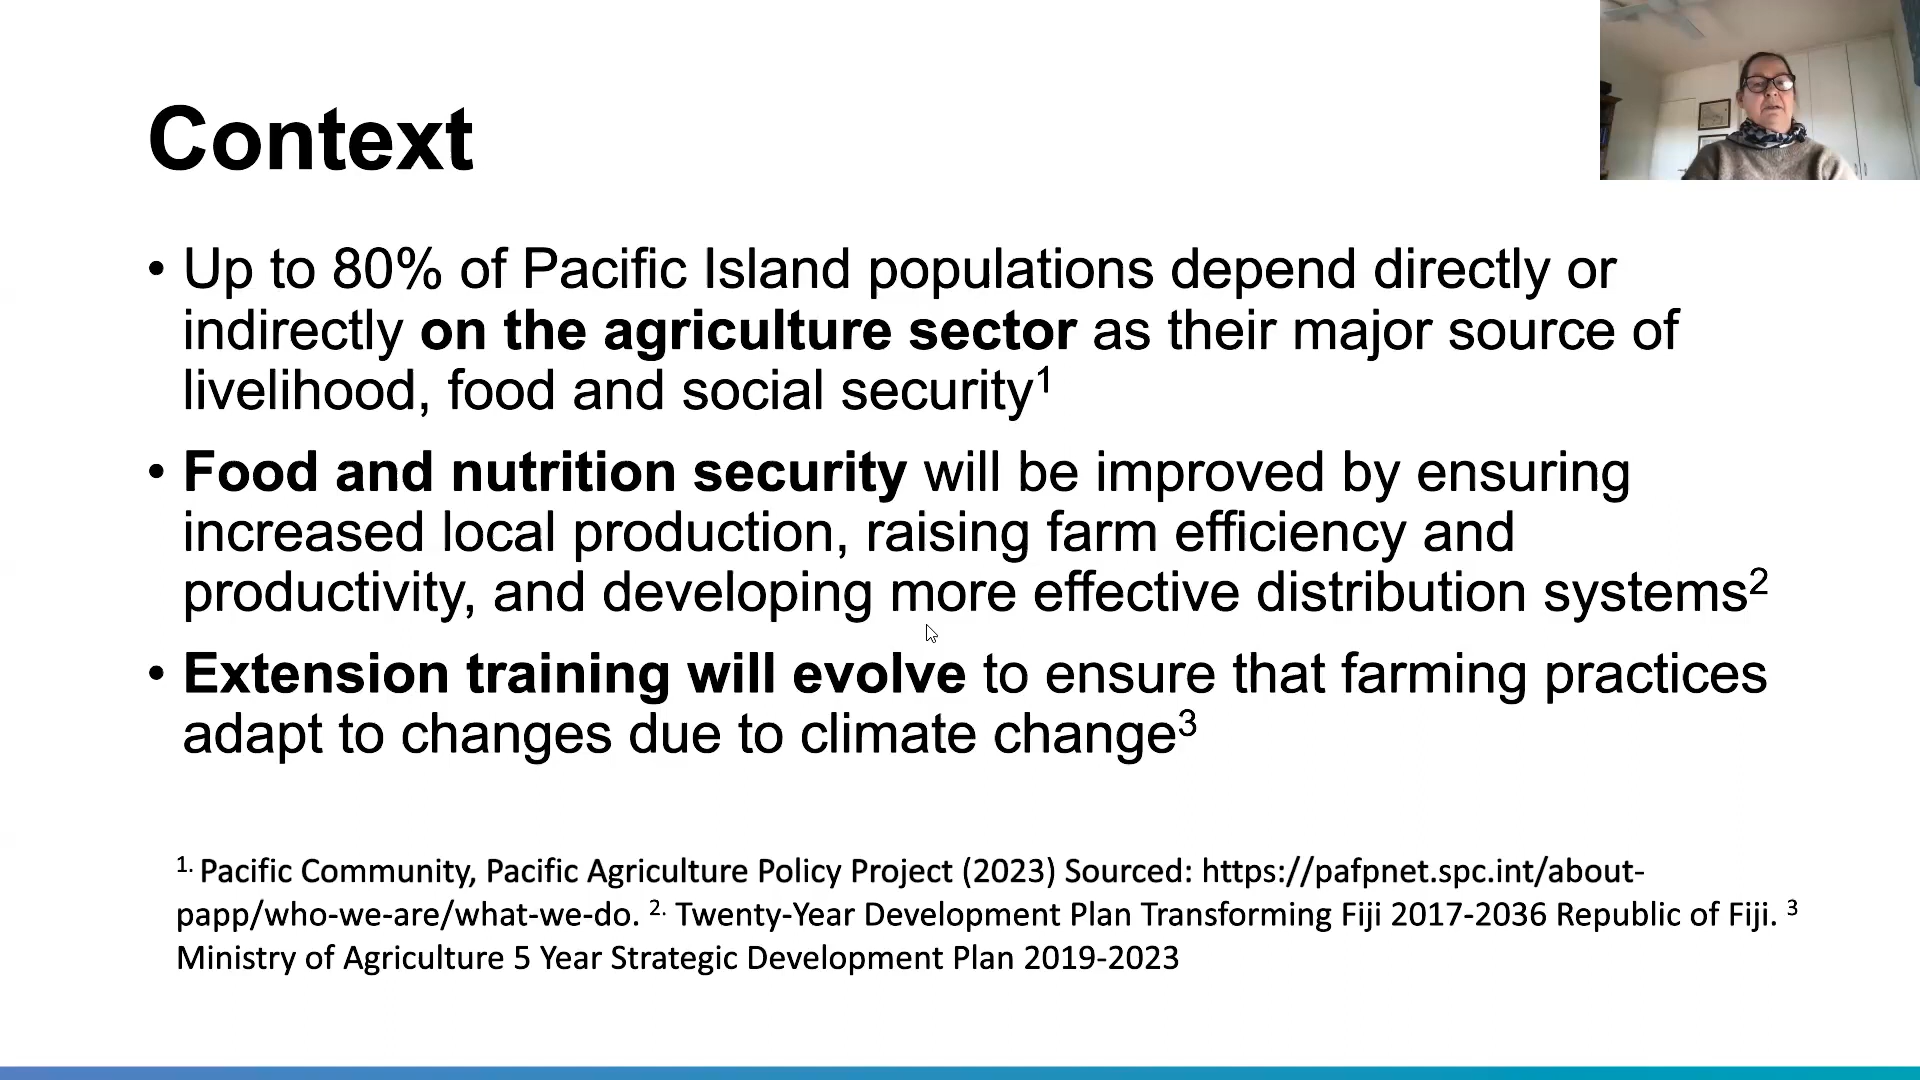 Context
• Up to 80% of Pacific Island populations depend directly or
indirectly on the agriculture sector as their major source of
livelihood, food and social security¹
• Food and nutrition security will be improved by ensuring
increased local production, raising farm efficiency and
productivity, and developing more effective distribution systems²
• Extension training will evolve to ensure that farming practices
adapt to changes due to climate change³
¹· Pacific Community, Pacific Agriculture Policy Project (2023) Sourced: https://pafpnet.spc.int/about-
papp/who-we-are/what-we-do. ²· Twenty-Year Development Plan Transforming Fiji 2017-2036 Republic of Fiji. ³
Ministry of Agriculture 5 Year Strategic Development Plan 2019-2023